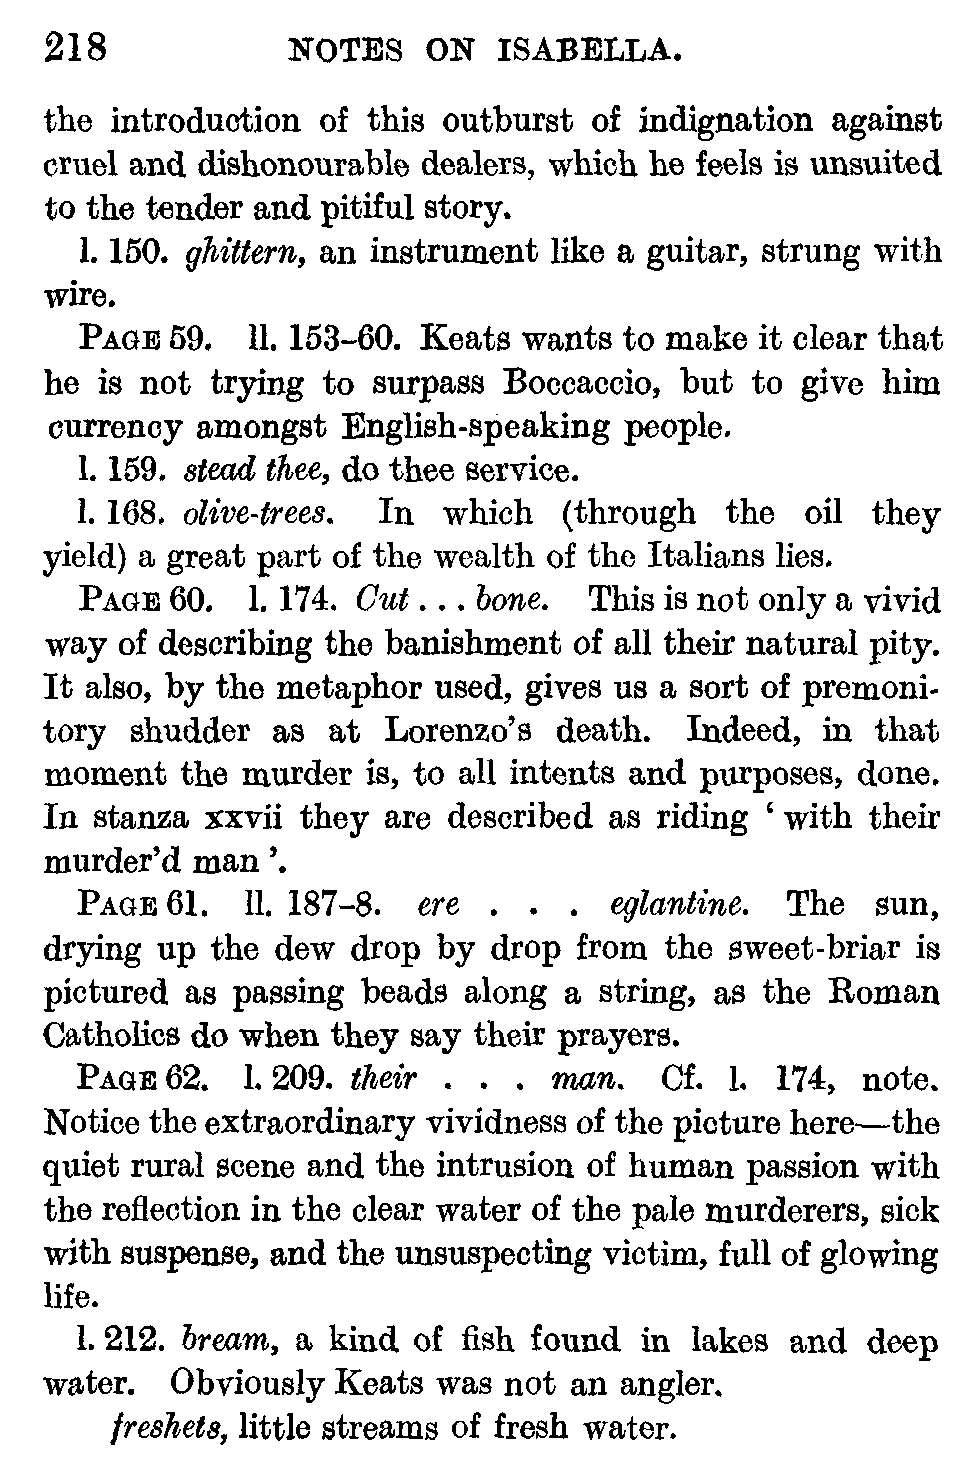 218 NOTES ON ISABELLA.
the introduction of this outburst of indignation against
cruel and dishonourable dealers, which he feels is unsuited
to the tender and pitiful story.
l. 150. ghittern, an instrument like a guitar, strung with
wire.
PAGE 59. ll. 153–60. Keats wants to make it clear that
he is not trying to surpass Boccaccio, but to give him
currency amongst English-speaking people.
l. 159. stead thee, do thee service.
l. 168. olive-trees. In which (through the oil they
yield) a great part of the wealth of the Italians lies.
PAGE 60. l. 174. Cut . . . bone. This is not only a vivid
way of describing the banishment of all their natural pity.
It also, by the metaphor used, gives us a sort of premoni-
tory shudder as at Lorenzo's death. Indeed, in that
moment the murder is, to all intents and purposes, done.
In stanza xxvii they are described as riding ‘ with their
murder'd man ’.
PAGE 61. ll. 187–8. ere . . . eglantine. The sun,
drying up the dew drop by drop from the sweet-briar is
pictured as passing beads along a string, as the Roman
Catholics do when they say their prayers.
PAGE 62. l. 209. their . . . man. Cf. l. 174, note.
Notice the extraordinary vividness of the picture here—the
quiet rural scene and the intrusion of human passion with
the reflection in the clear water of the pale murderers, sick
with suspense, and the unsuspecting victim, full of glowing
life.
l. 212. bream, a kind of fish found in lakes and deep
water. Obviously Keats was not an angler.
freshets, little streams of fresh water.